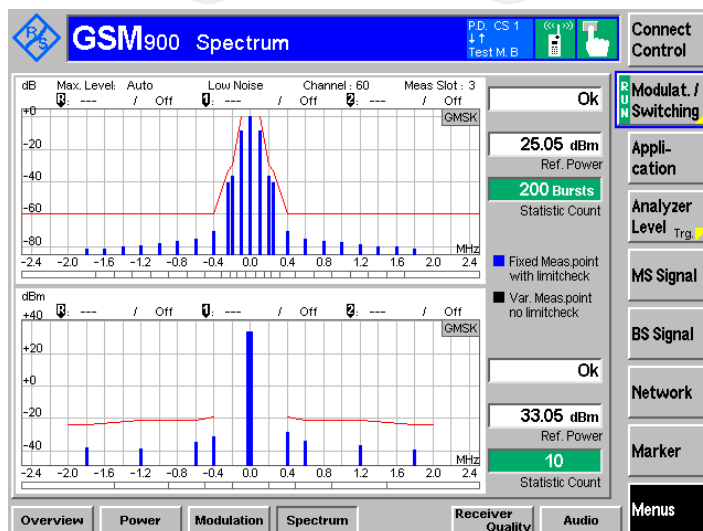 GSM900 Spectrum
P.D. CS 1
↓↑
Test M. B
R&S
Connect
Control
RUN
Modulat. /
Switching
Appli-
cation
Analyzer
Level Trg.
MS Signal
BS Signal
Network
Marker
Menus
dB Max. Level: Auto Low Noise Channel : 60 Meas Slot : 3
R: --- / Off 1: --- / Off 2: --- / Off
GMSK
+0
-20
-40
-60
-80
MHz
-2.4 -2.0 -1.6 -1.2 -0.8 -0.4 0.0 0.4 0.8 1.2 1.6 2.0 2.4
Ok
25.05 dBm
Ref. Power
200 Bursts
Statistic Count
Fixed Meas.point
with limitcheck
Var. Meas.point
no limitcheck
dBm
R: --- / Off 1: --- / Off 2: --- / Off
GMSK
+40
+20
+0
-20
-40
MHz
-2.4 -2.0 -1.6 -1.2 -0.8 -0.4 0.0 0.4 0.8 1.2 1.6 2.0 2.4
Ok
33.05 dBm
Ref. Power
10
Statistic Count
Overview Power Modulation Spectrum Receiver Quality Audio